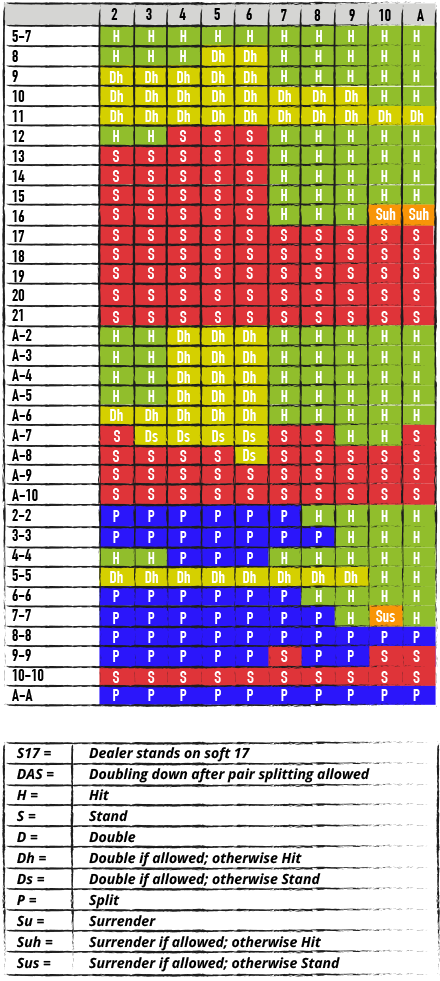 2 3 4 5 6 7 8 9 10 A
5-7 H H H H H H H H H H
8 H H H Dh Dh H H H H H
9 Dh Dh Dh Dh Dh H H H H H
10 Dh Dh Dh Dh Dh Dh Dh Dh H H
11 Dh Dh Dh Dh Dh Dh Dh Dh Dh Dh
12 H H S S S H H H H H
13 S S S S S H H H H H
14 S S S S S H H H H H
15 S S S S S H H H H H
16 S S S S S H H H Suh Suh
17 S S S S S S S S S S
18 S S S S S S S S S S
19 S S S S S S S S S S
20 S S S S S S S S S S
21 S S S S S S S S S S
A-2 H H Dh Dh Dh H H H H H
A-3 H H Dh Dh Dh H H H H H
A-4 H H Dh Dh Dh H H H H H
A-5 H H Dh Dh Dh H H H H H
A-6 Dh Dh Dh Dh Dh H H H H H
A-7 S Ds Ds Ds Ds S S H H S
A-8 S S S S Ds S S S S S
A-9 S S S S S S S S S S
A-10 S S S S S S S S S S
2-2 P P P P P P H H H H
3-3 P P P P P P P H H H
4-4 H H P P P H H H H H
5-5 Dh Dh Dh Dh Dh Dh Dh Dh H H
6-6 P P P P P P H H H H
7-7 P P P P P P P H Sus H
8-8 P P P P P P P P P P
9-9 P P P P P S P P S S
10-10 S S S S S S S S S S
A-A P P P P P P P P P P
S17 = Dealer stands on soft 17
DAS = Doubling down after pair splitting allowed
H = Hit
S = Stand
D = Double
Dh = Double if allowed; otherwise Hit
Ds = Double if allowed; otherwise Stand
P = Split
Su = Surrender
Suh = Surrender if allowed; otherwise Hit
Sus = Surrender if allowed; otherwise Stand